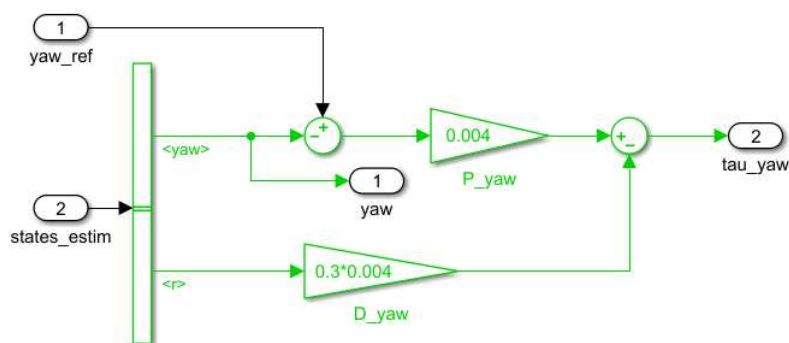 1
yaw_ref
<yaw>
- +
0.004
P_yaw
+ -
2
tau_yaw
1
yaw
2
states_estim
<r>
0.3*0.004
D_yaw